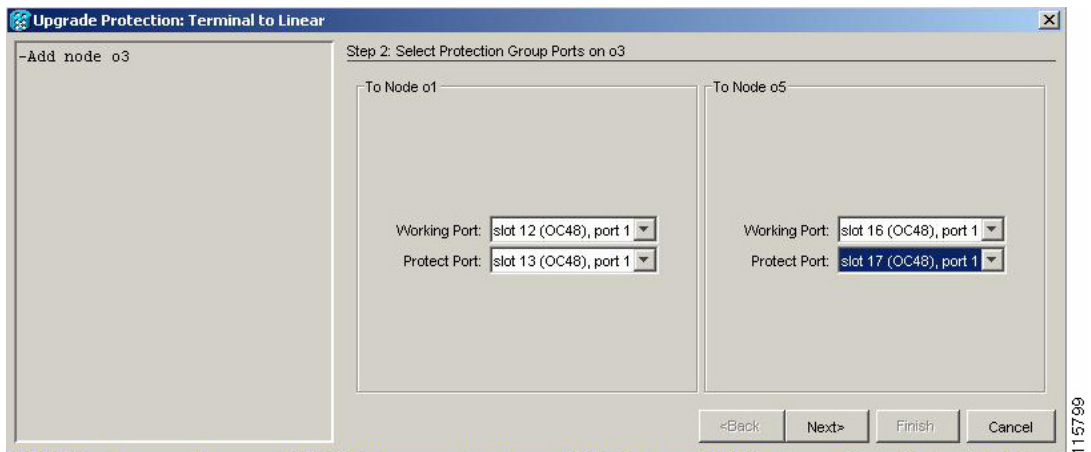 Upgrade Protection: Terminal to Linear
-Add node o3
Step 2: Select Protection Group Ports on o3
To Node o1
Working Port: slot 12 (OC48), port 1
Protect Port: slot 13 (OC48), port 1
To Node o5
Working Port: slot 16 (OC48), port 1
Protect Port: slot 17 (OC48), port 1
<Back Next> Finish Cancel
115799